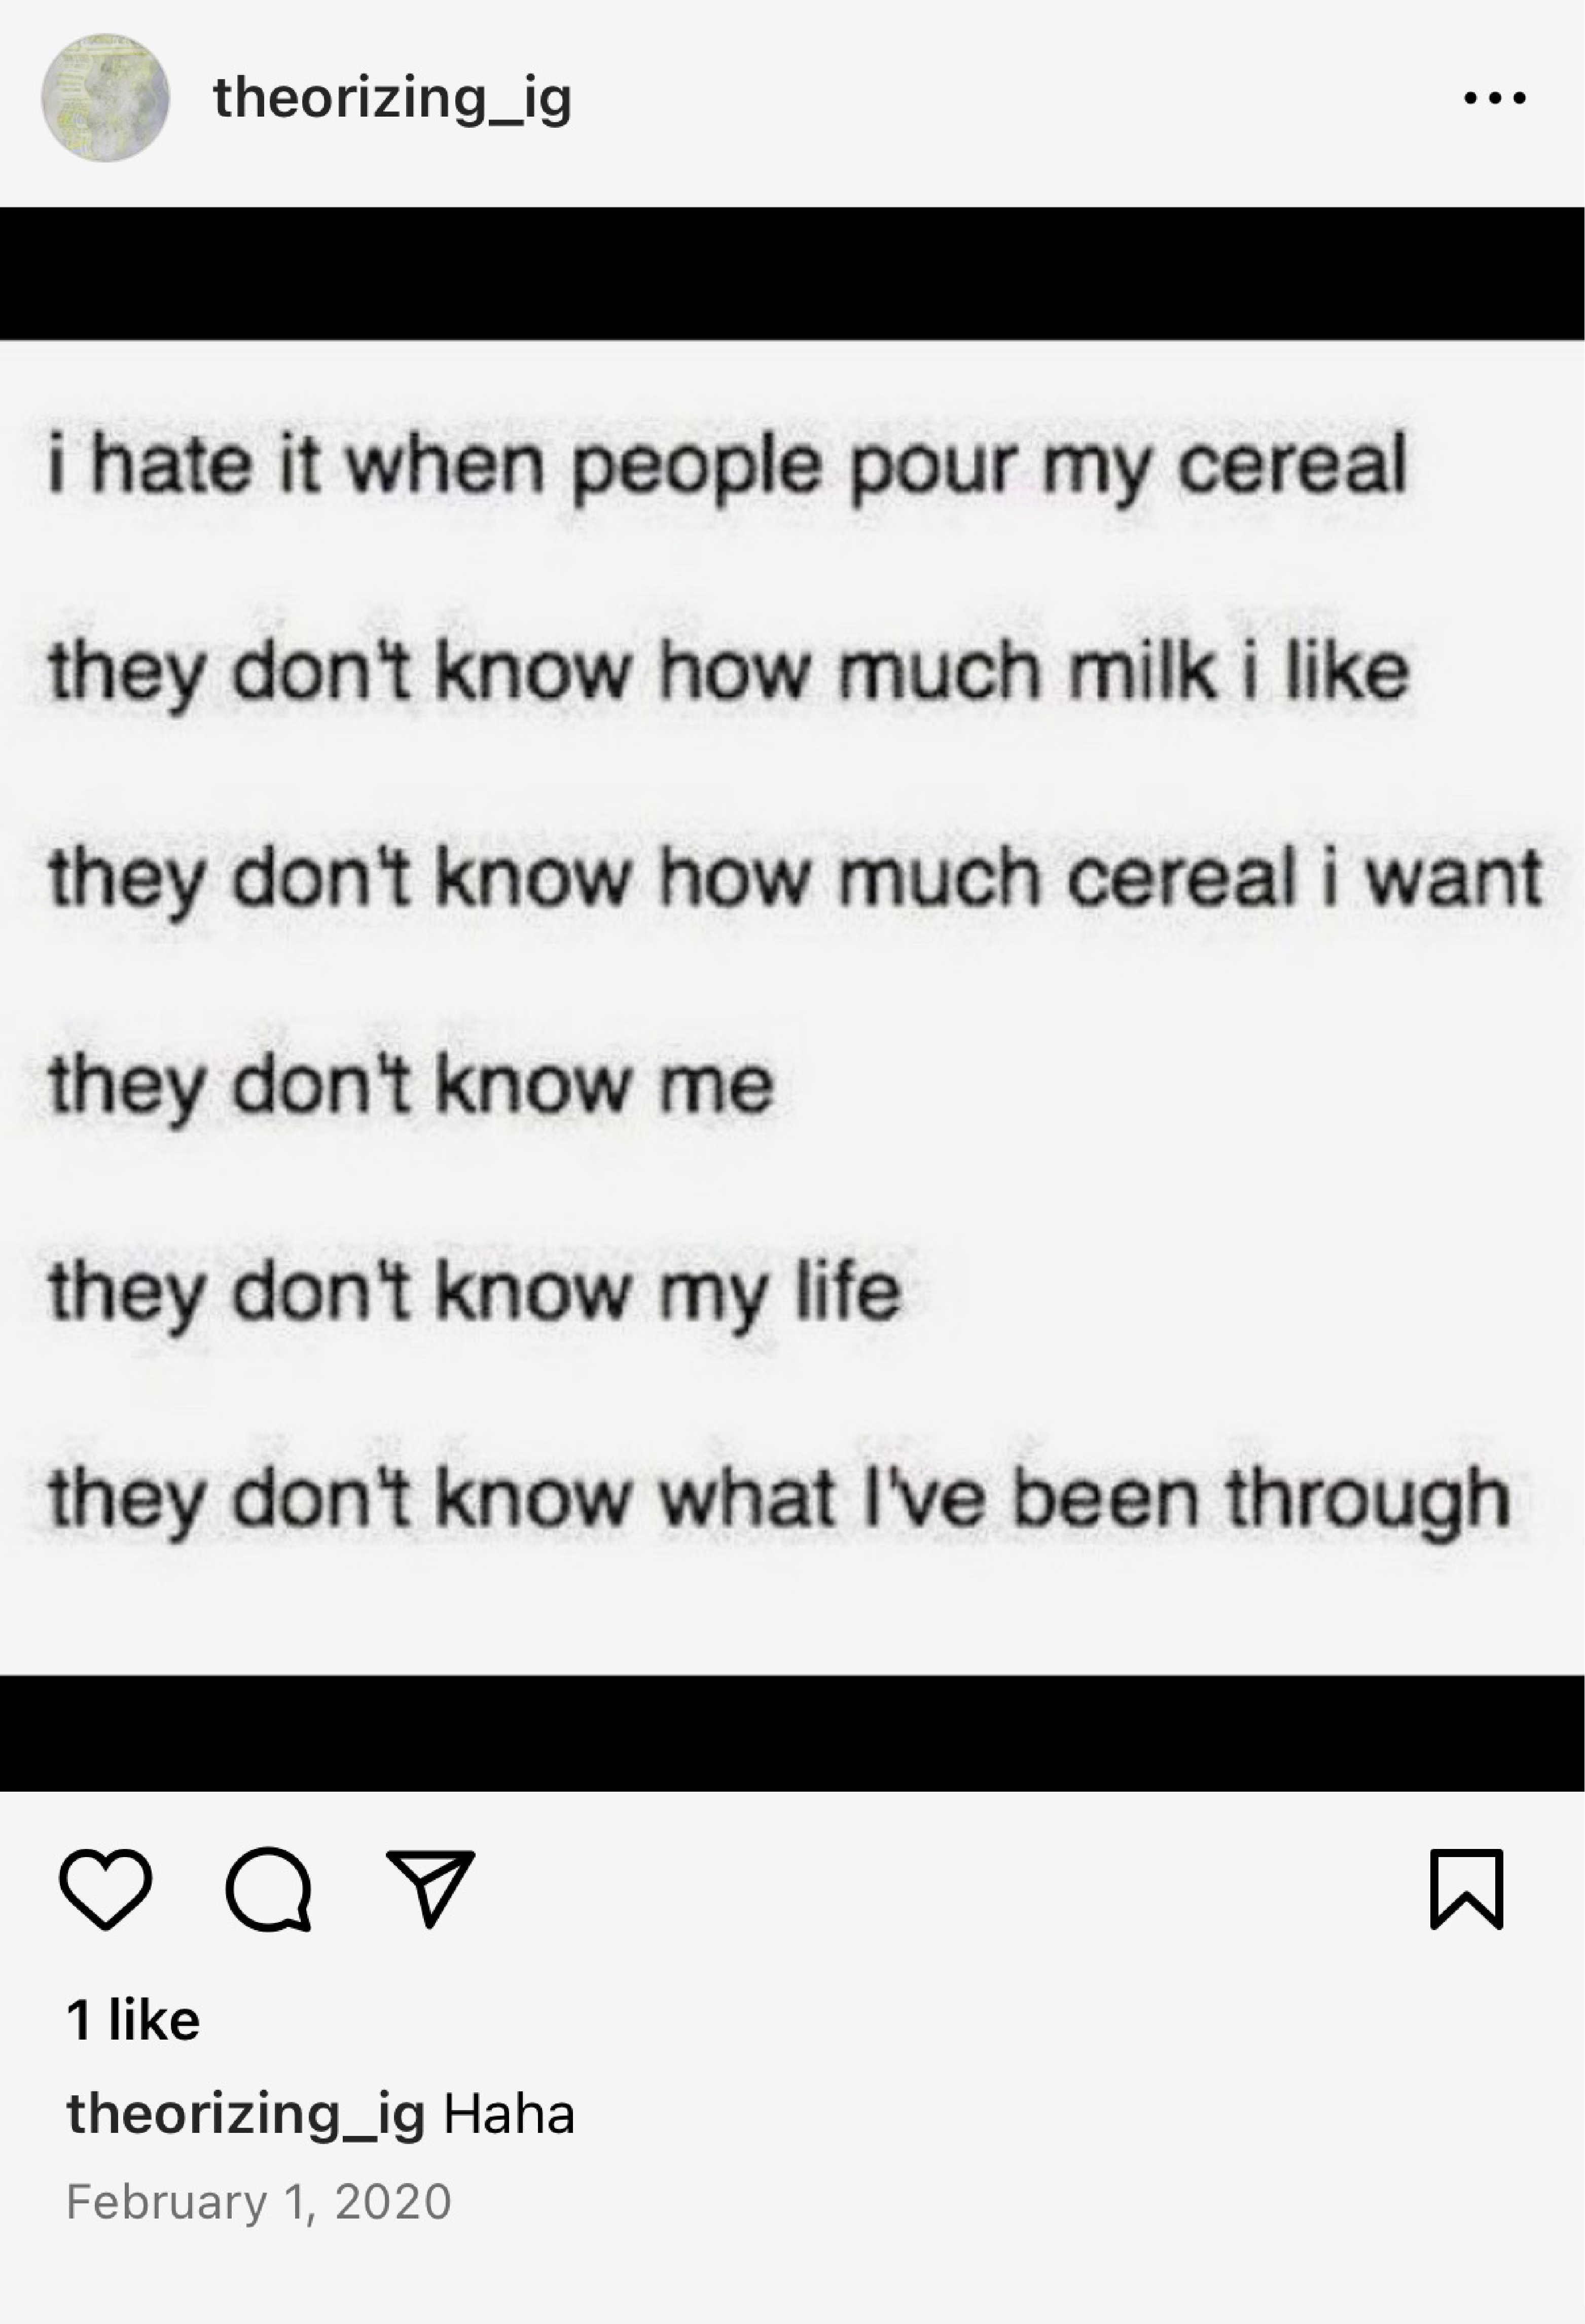 theorizing_ig
i hate it when people pour my cereal
they don't know how much milk i like
they don't know how much cereal i want
they don't know me
they don't know my life
they don't know what I've been through
1 like
theorizing_ig Haha
February 1, 2020